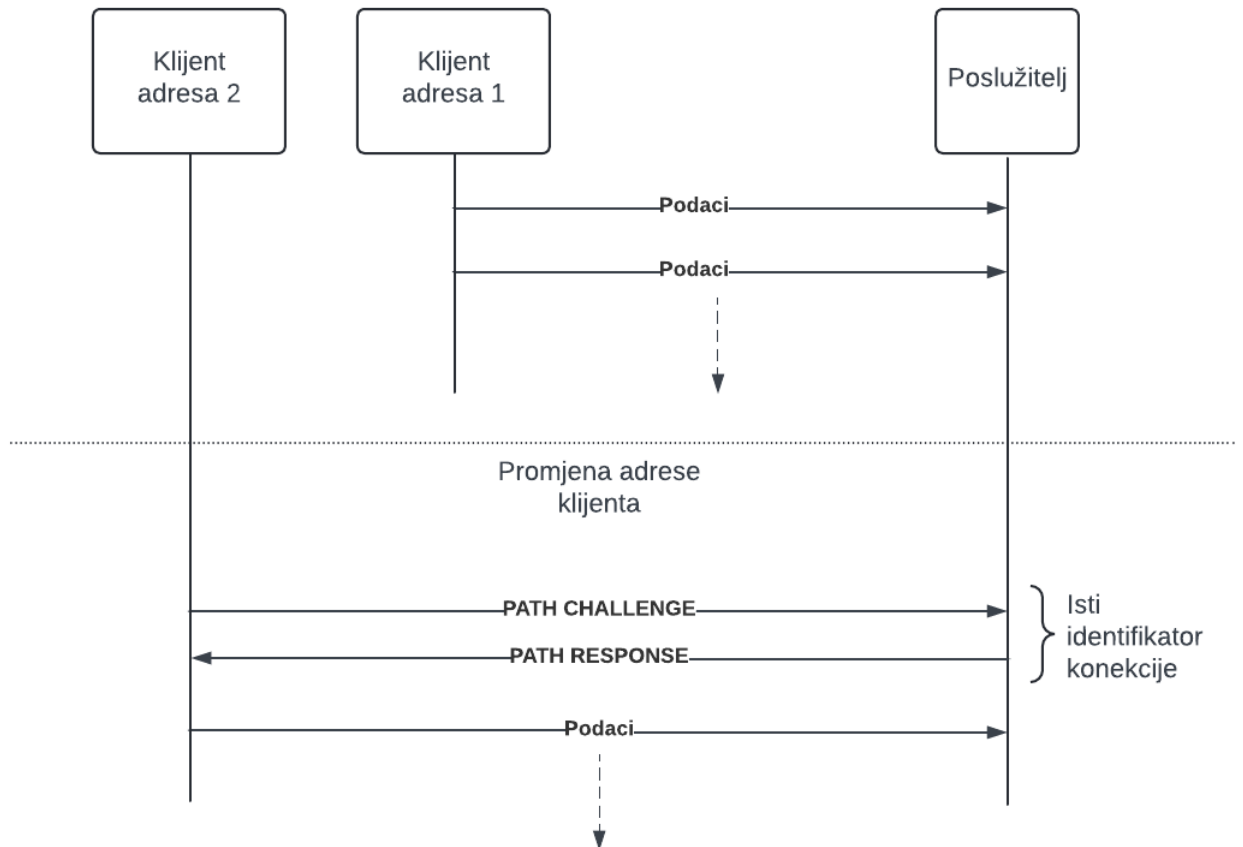 Klijent
adresa 2
Klijent
adresa 1
Poslužitelj
Podaci
Podaci
Promjena adrese
klijenta
PATH CHALLENGE
Isti
identifikator
konekcije
PATH RESPONSE
Podaci